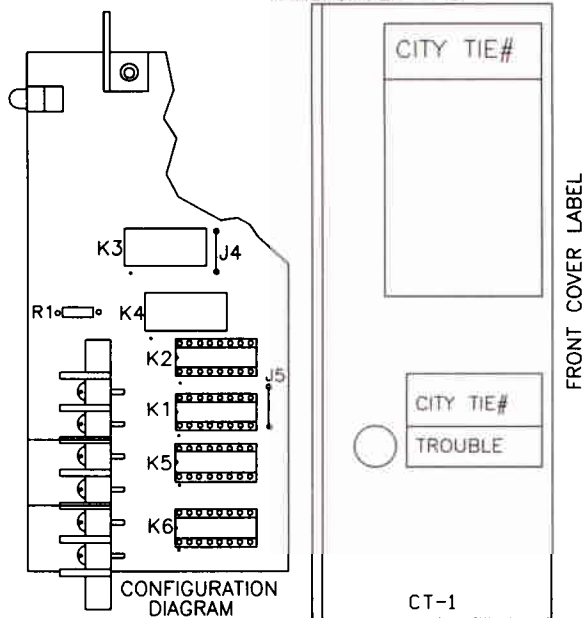 K3
J4
R1
K4
K2
J5
K1
K5
K6
CONFIGURATION
DIAGRAM
CITY TIE#
CITY TIE#
TROUBLE
CT-1
FRONT COVER LABEL